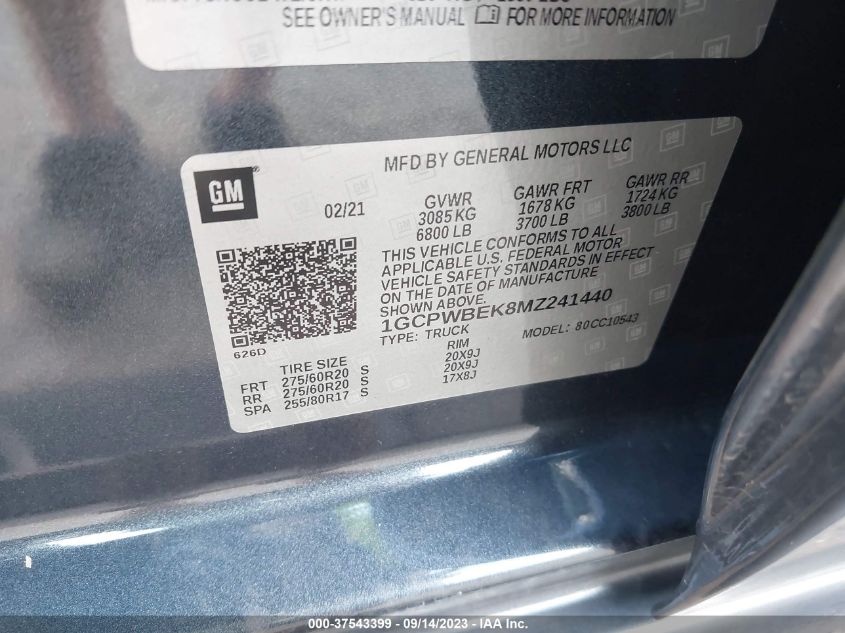 SEE OWNER'S MANUAL FOR MORE INFORMATION
MFD BY GENERAL MOTORS LLC
GM®
02/21
GVWR GAWR FRT GAWR RR
3085 KG 1678 KG 1724 KG
6800 LB 3700 LB 3800 LB
THIS VEHICLE CONFORMS TO ALL
APPLICABLE U.S. FEDERAL MOTOR
VEHICLE SAFETY STANDARDS IN EFFECT
ON THE DATE OF MANUFACTURE
SHOWN ABOVE.
1GCPWBEK8MZ241440
TYPE: TRUCK MODEL: 80CC10543
626D
TIRE SIZE RIM
FRT 275/60R20 S 20X9J
RR 275/60R20 S 20X9J
SPA 255/80R17 S 17X8J
000-37543399 - 09/14/2023 - IAA Inc.